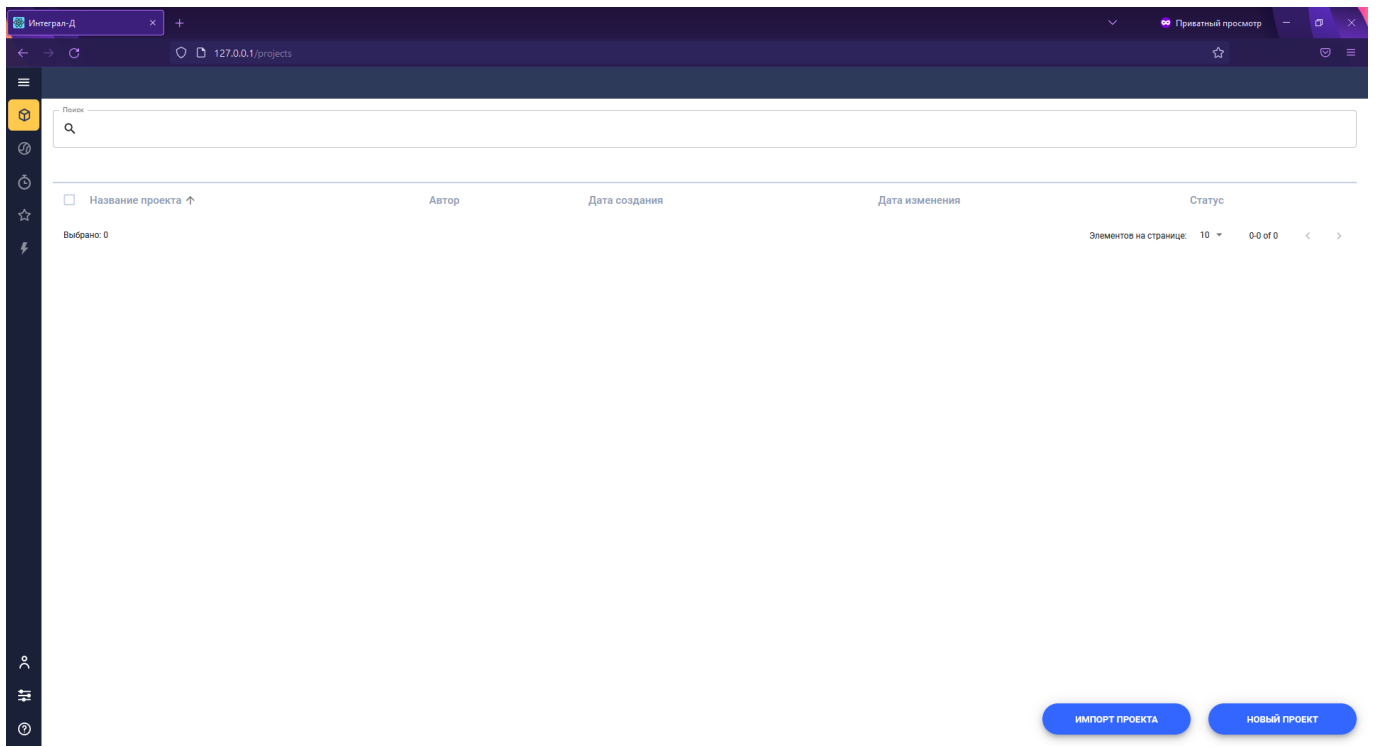 Интеграл-Д
Приватный просмотр
127.0.0.1/projects
Поиск
Название проекта Автор Дата создания Дата изменения Статус
Выбрано: 0 Элементов на странице: 10 0-0 of 0
ИМПОРТ ПРОЕКТА НОВЫЙ ПРОЕКТ